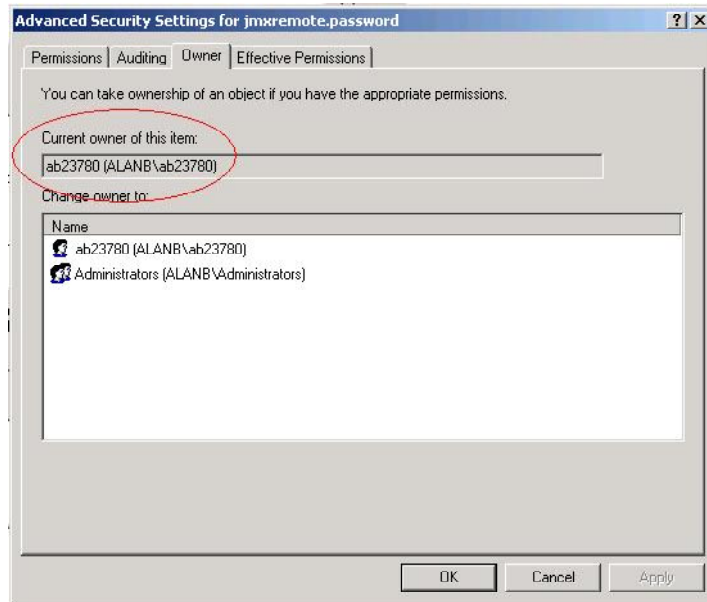 Advanced Security Settings for jmxremote.password
Permissions Auditing Owner Effective Permissions
You can take ownership of an object if you have the appropriate permissions.
Current owner of this item:
ab23780 (ALANB\ab23780)
Change owner to:
Name
ab23780 (ALANB\ab23780)
Administrators (ALANB\Administrators)
OK Cancel Apply